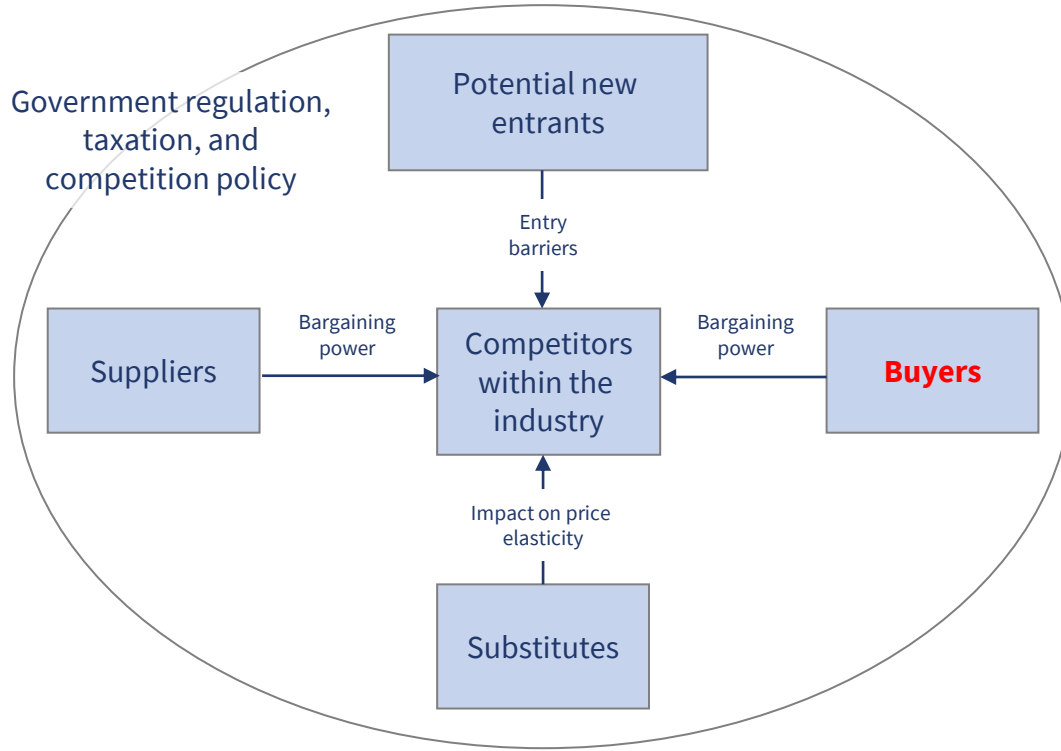 Potential new
entrants
Government regulation,
taxation, and
competition policy
Entry
barriers
Suppliers
Bargaining
power
Competitors
within the
industry
Bargaining
power
Buyers
Impact on price
elasticity
Substitutes